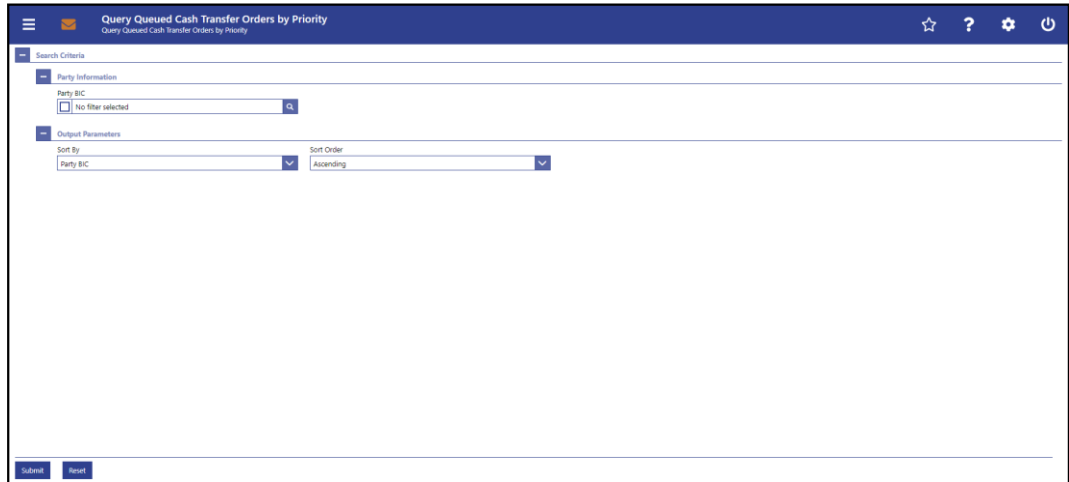 Query Queued Cash Transfer Orders by Priority
Query Queued Cash Transfer Orders by Priority
Search Criteria
Party Information
Party BIC
No filter selected
Output Parameters
Sort By Sort Order
Party BIC Ascending
Submit Reset